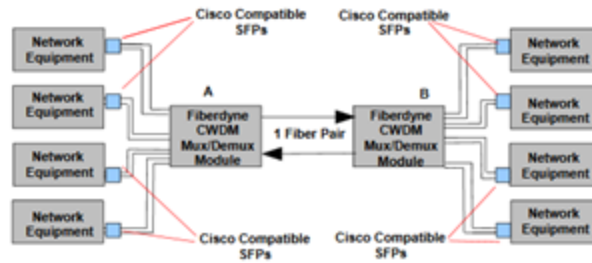 Cisco Compatible
SFPs
Cisco Compatible
SFPs
Network
Equipment
Network
Equipment
Network
Equipment
Network
Equipment
A
B
Fiberdyne
CWDM
Mux/Demux
Module
1 Fiber Pair
Fiberdyne
CWDM
Mux/Demux
Module
Network
Equipment
Network
Equipment
Network
Equipment
Network
Equipment
Cisco Compatible
SFPs
Cisco Compatible
SFPs